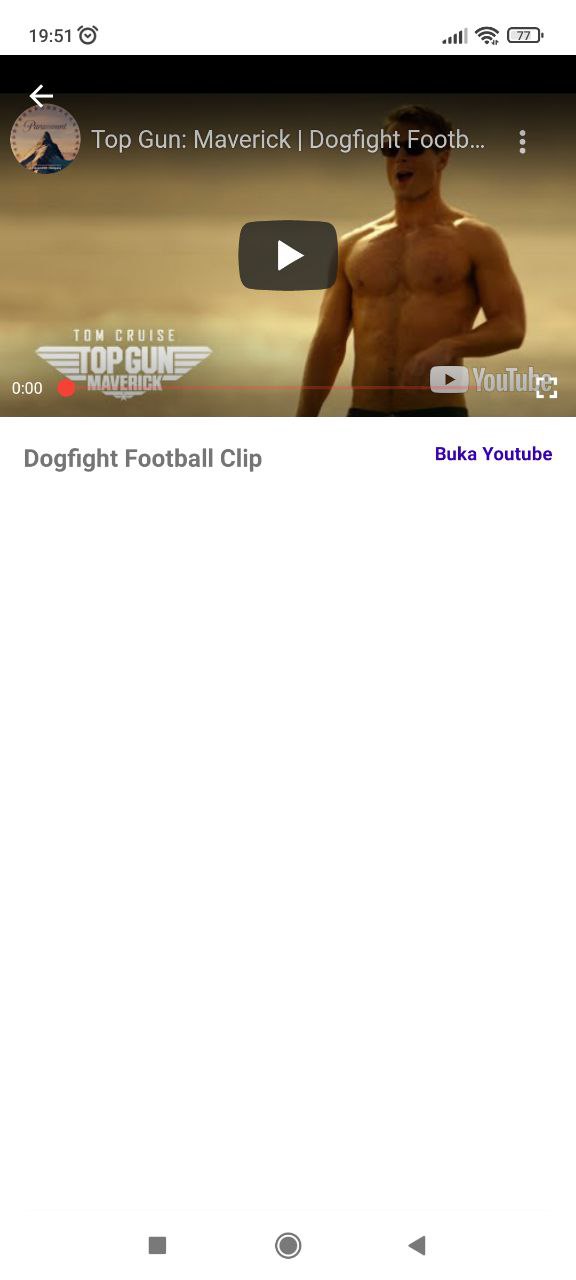 19:51
77
Paramount
Top Gun: Maverick | Dogfight Footb...
TOM CRUISE
TOP GUN
MAVERICK
0:00
YouTube
Dogfight Football Clip
Buka Youtube